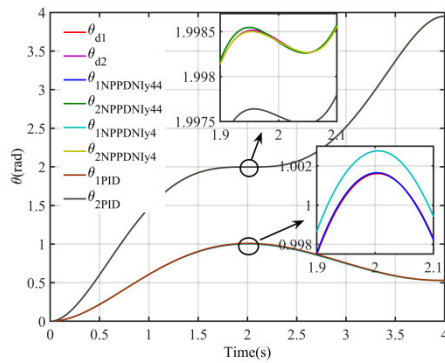 4
3.5
3
2.5
2
1.5
1
0.5
0
θ(rad)
θd1
θd2
θ1NPPDNIy44
θ2NPPDNIy44
θ1NPPDNIy4
θ2NPPDNIy4
θ1PID
θ2PID
1.9985
1.998
1.9975
1.9 2 2.1
1.002
1
0.998
1.9 2 2.1
0 0.5 1 1.5 2 2.5 3 3.5 4
Time(s)